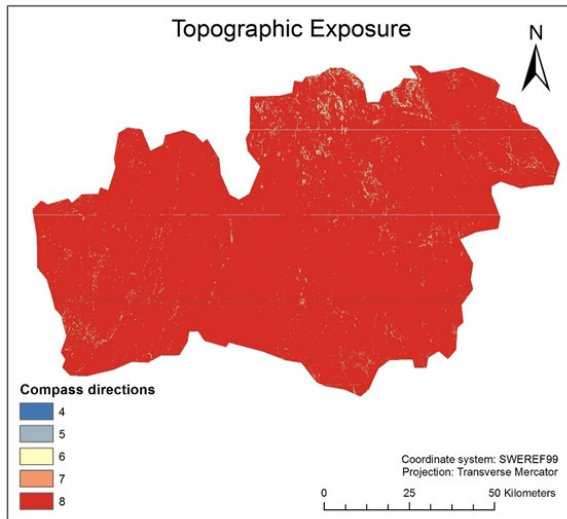 Topographic Exposure
N
Compass directions
4
5
6
7
8
Coordinate system: SWEREF99
Projection: Transverse Mercator
0 25 50 Kilometers